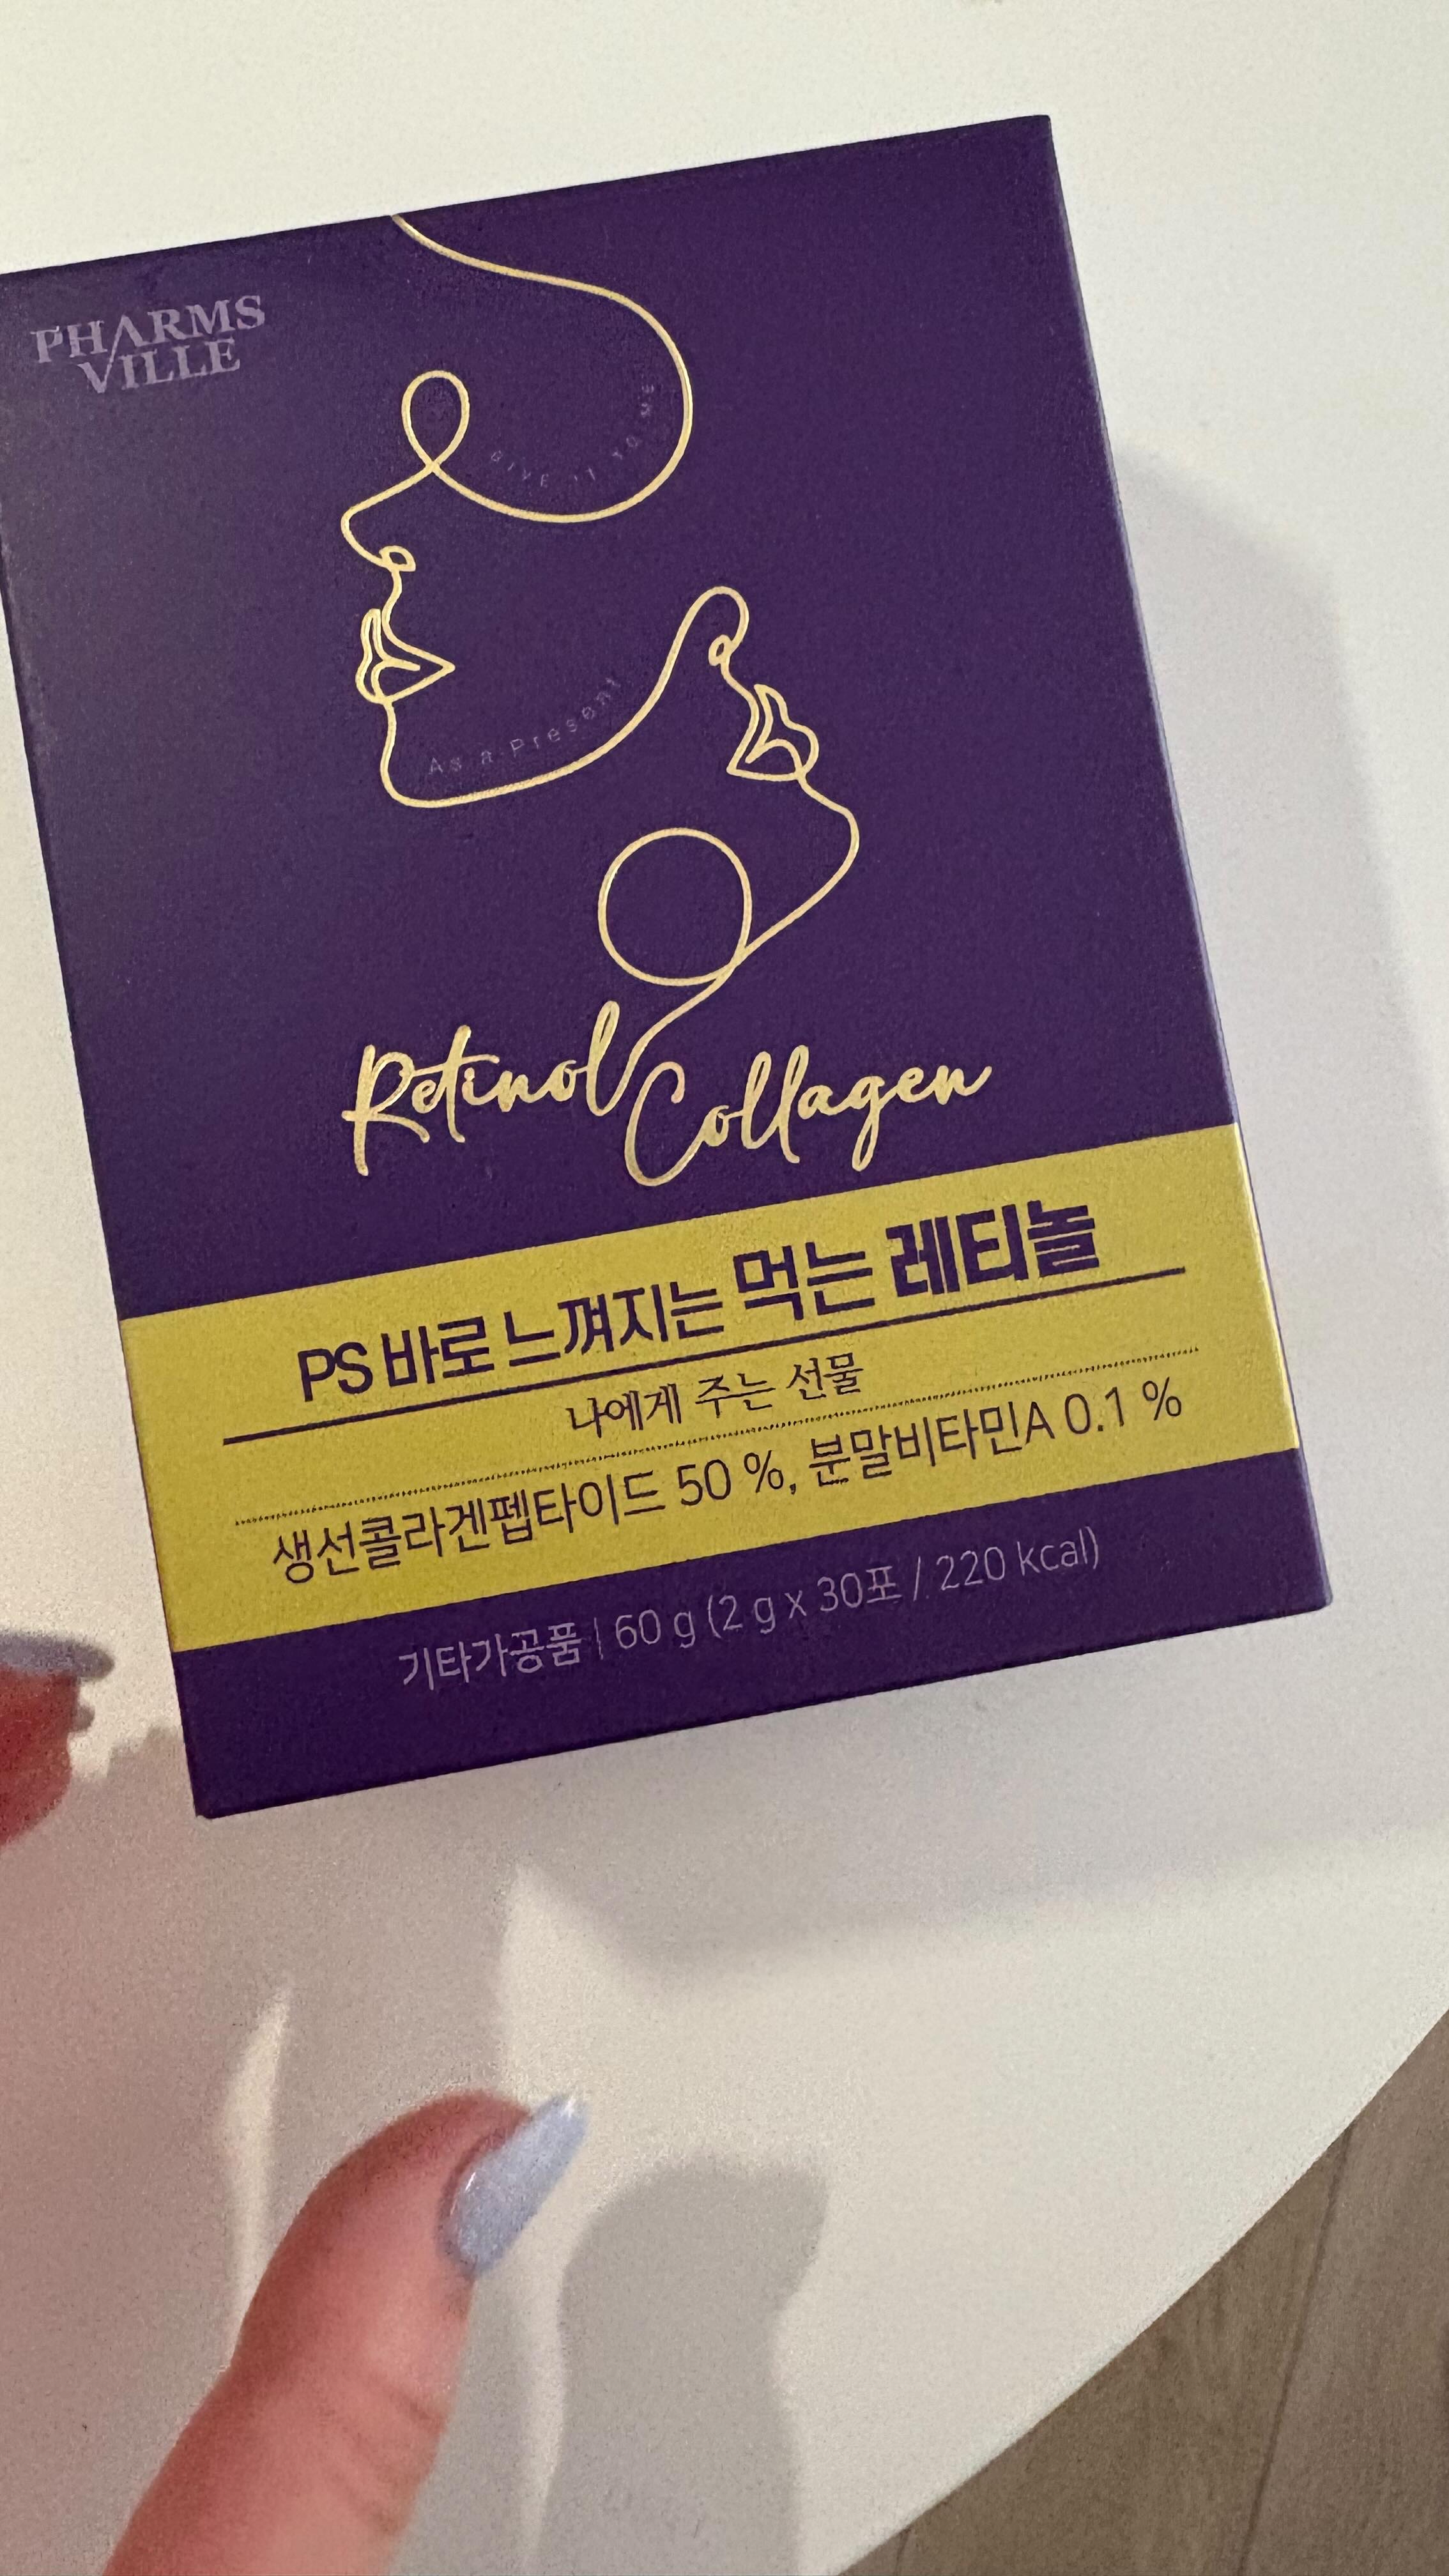 PHARMS
VILLE
GIVE IT TO ME
As a Present
Retinol Collagen
PS 바로 느껴지는 먹는 레티놀
나에게 주는 선물
생선콜라겐펩타이드 50 %, 분말비타민A 0.1 %
기타가공품 | 60 g (2 g x 30포 / 220 kcal)